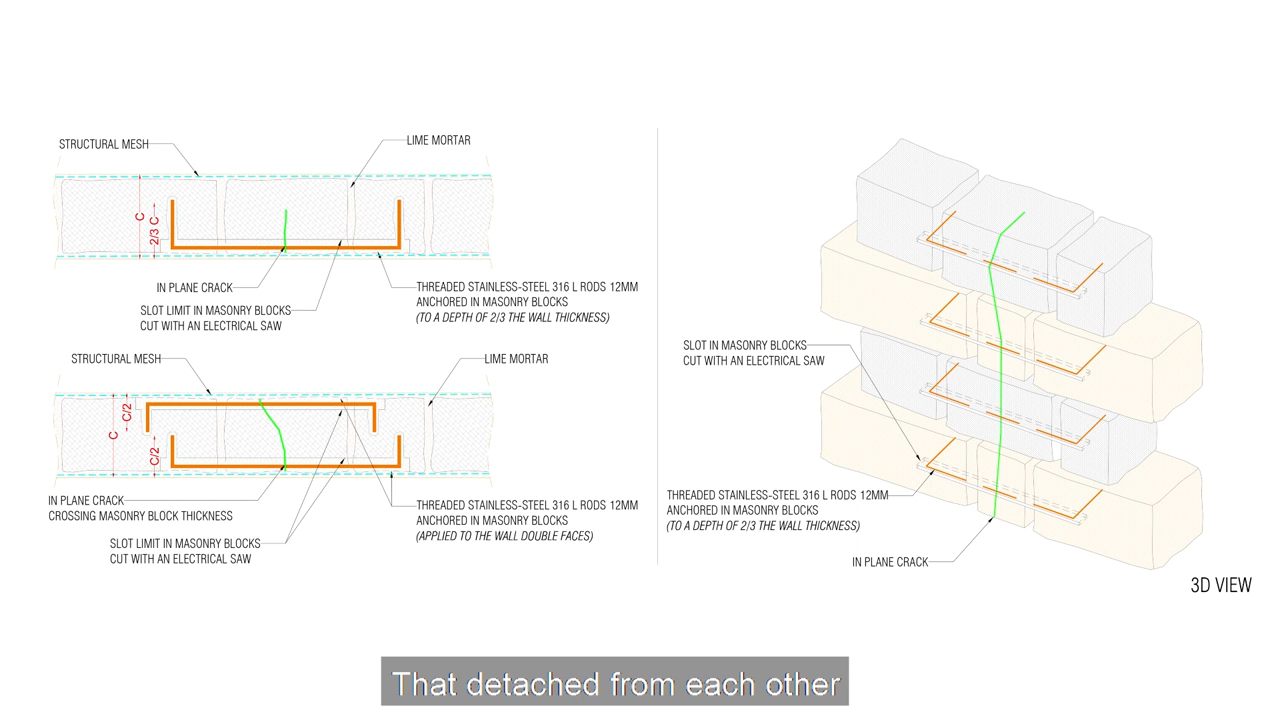 STRUCTURAL MESH
LIME MORTAR
C
2/3 C
IN PLANE CRACK
SLOT LIMIT IN MASONRY BLOCKS
CUT WITH AN ELECTRICAL SAW
THREADED STAINLESS-STEEL 316 L RODS 12MM
ANCHORED IN MASONRY BLOCKS
(TO A DEPTH OF 2/3 THE WALL THICKNESS)
STRUCTURAL MESH
LIME MORTAR
C
C/2
C/2
IN PLANE CRACK
CROSSING MASONRY BLOCK THICKNESS
SLOT LIMIT IN MASONRY BLOCKS
CUT WITH AN ELECTRICAL SAW
THREADED STAINLESS-STEEL 316 L RODS 12MM
ANCHORED IN MASONRY BLOCKS
(APPLIED TO THE WALL DOUBLE FACES)
SLOT IN MASONRY BLOCKS
CUT WITH AN ELECTRICAL SAW
THREADED STAINLESS-STEEL 316 L RODS 12MM
ANCHORED IN MASONRY BLOCKS
(TO A DEPTH OF 2/3 THE WALL THICKNESS)
IN PLANE CRACK
3D VIEW
That detached from each other